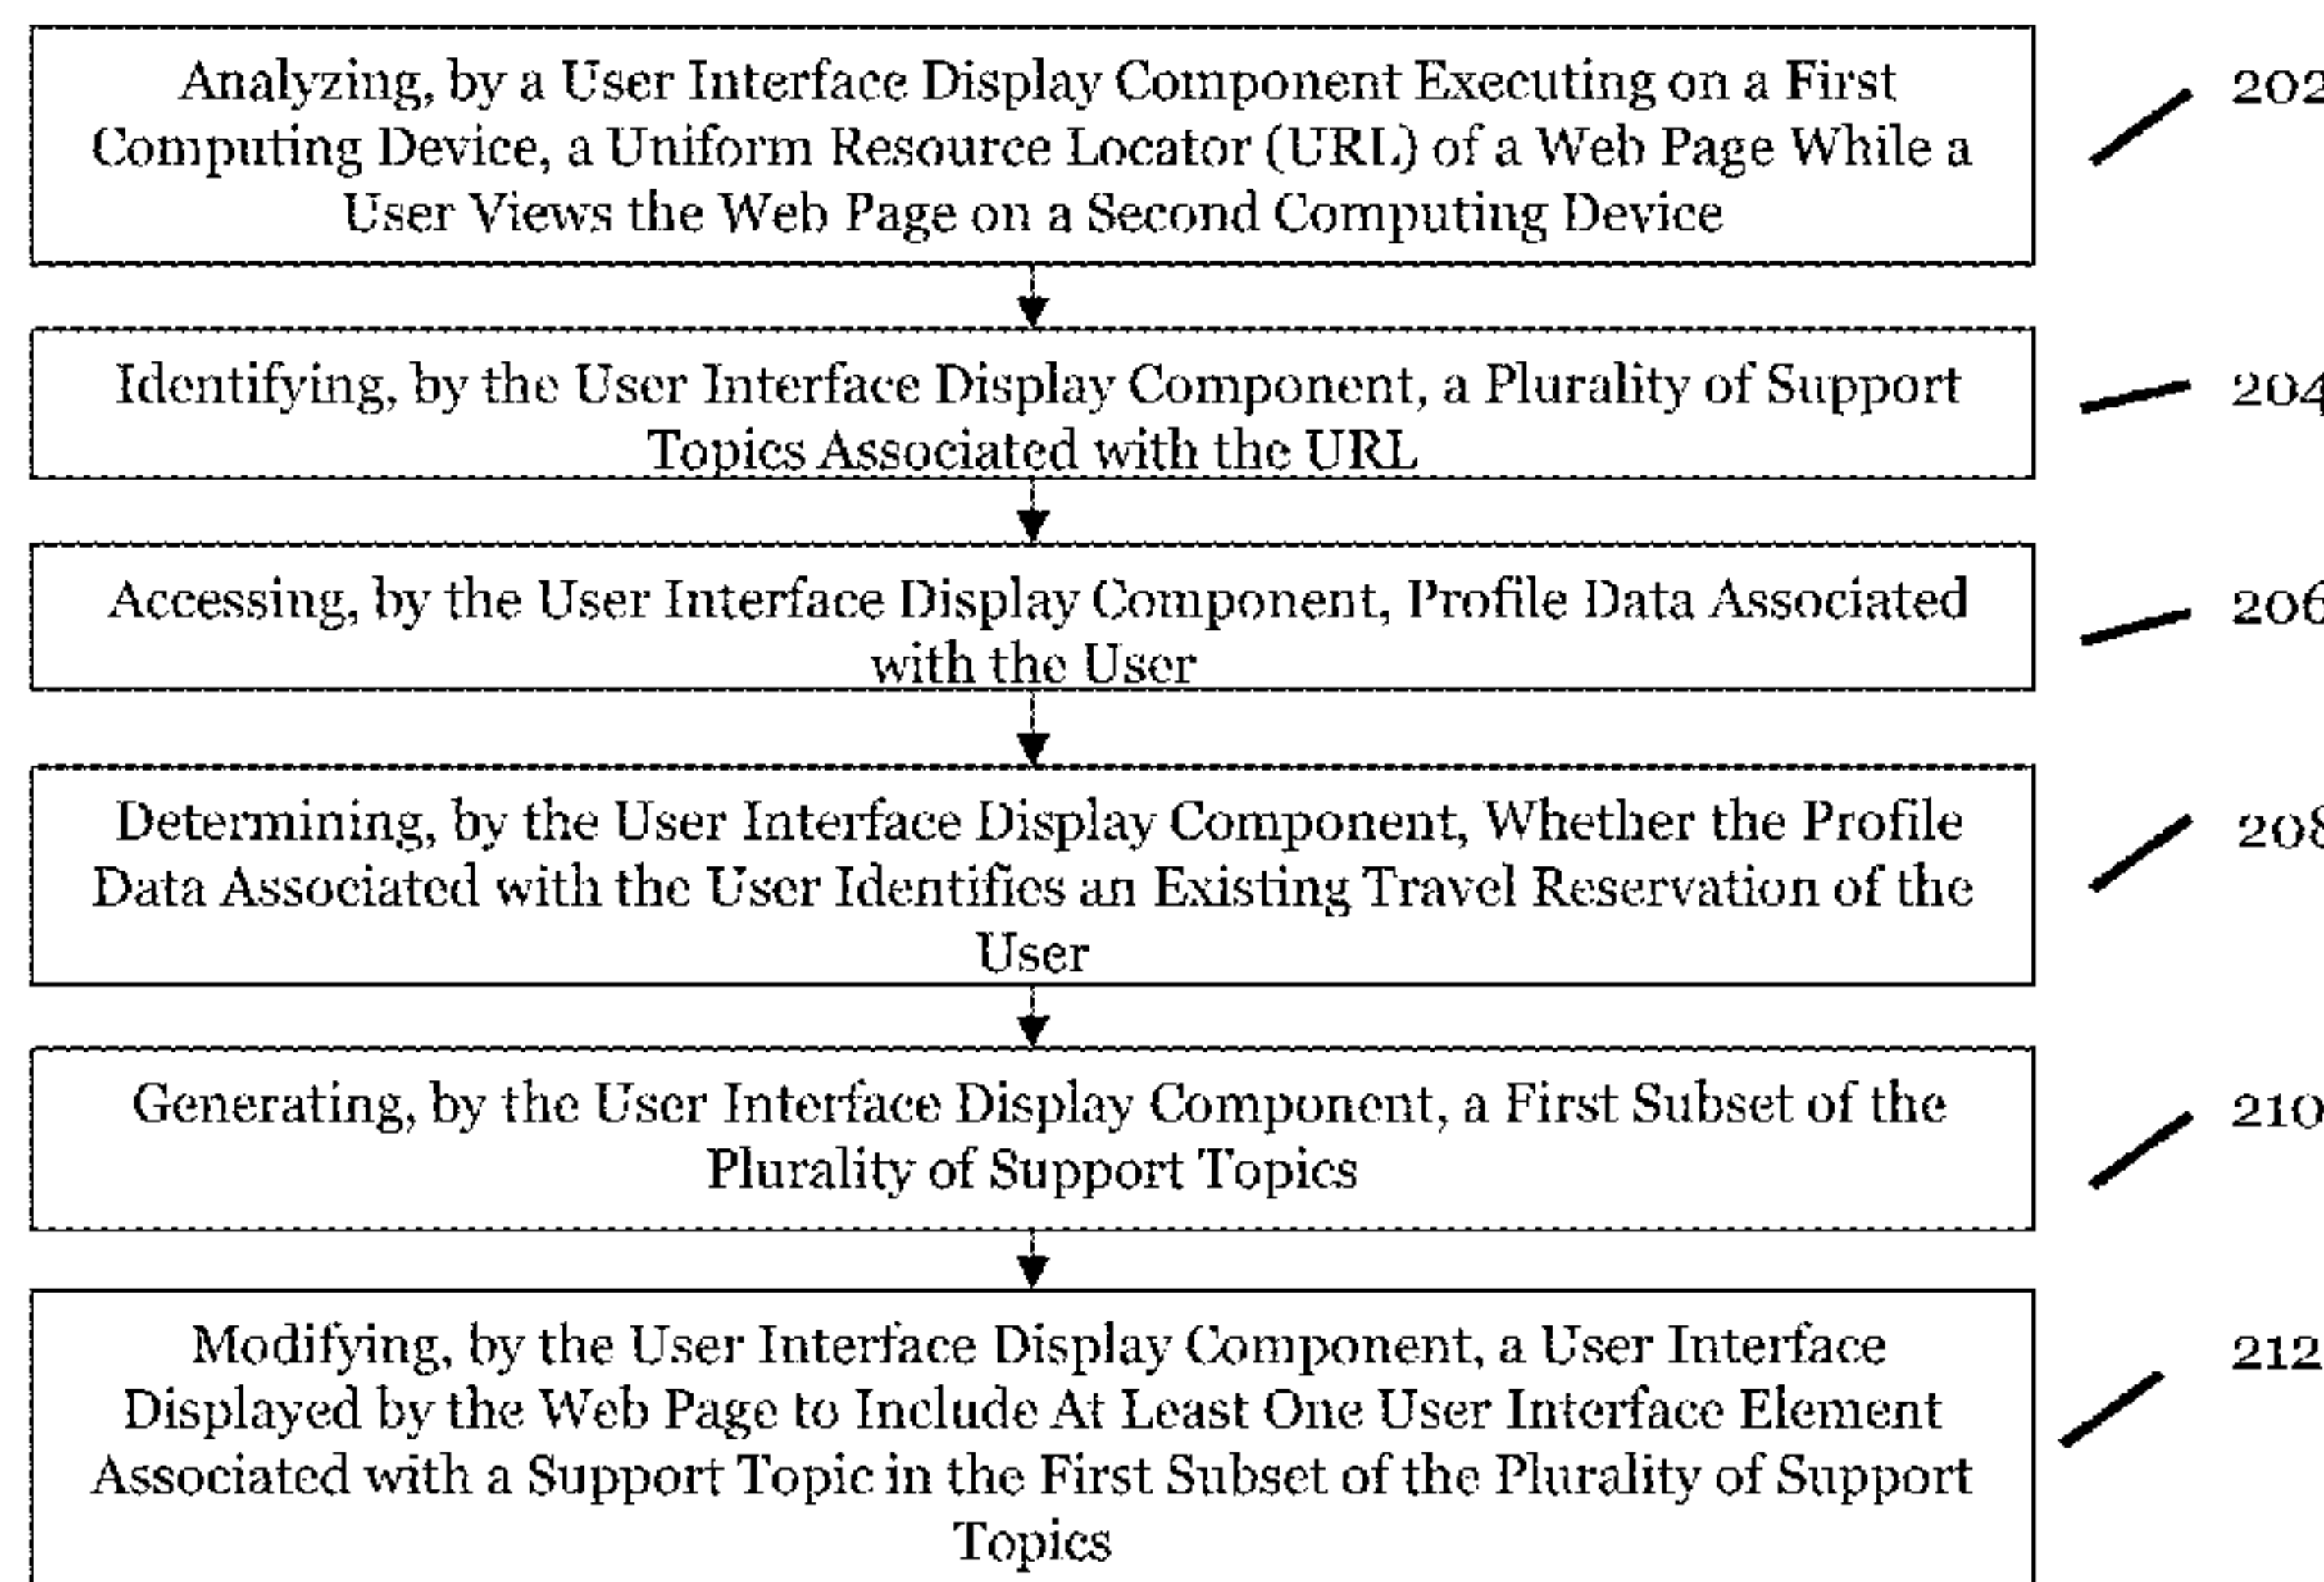 Analyzing, by a User Interface Display Component Executing on a First
Computing Device, a Uniform Resource Locator (URL) of a Web Page While a
User Views the Web Page on a Second Computing Device
202
Identifying, by the User Interface Display Component, a Plurality of Support
Topics Associated with the URL
204
Accessing, by the User Interface Display Component, Profile Data Associated
with the User
206
Determining, by the User Interface Display Component, Whether the Profile
Data Associated with the User Identifies an Existing Travel Reservation of the
User
208
Generating, by the User Interface Display Component, a First Subset of the
Plurality of Support Topics
210
Modifying, by the User Interface Display Component, a User Interface
Displayed by the Web Page to Include At Least One User Interface Element
Associated with a Support Topic in the First Subset of the Plurality of Support
Topics
212